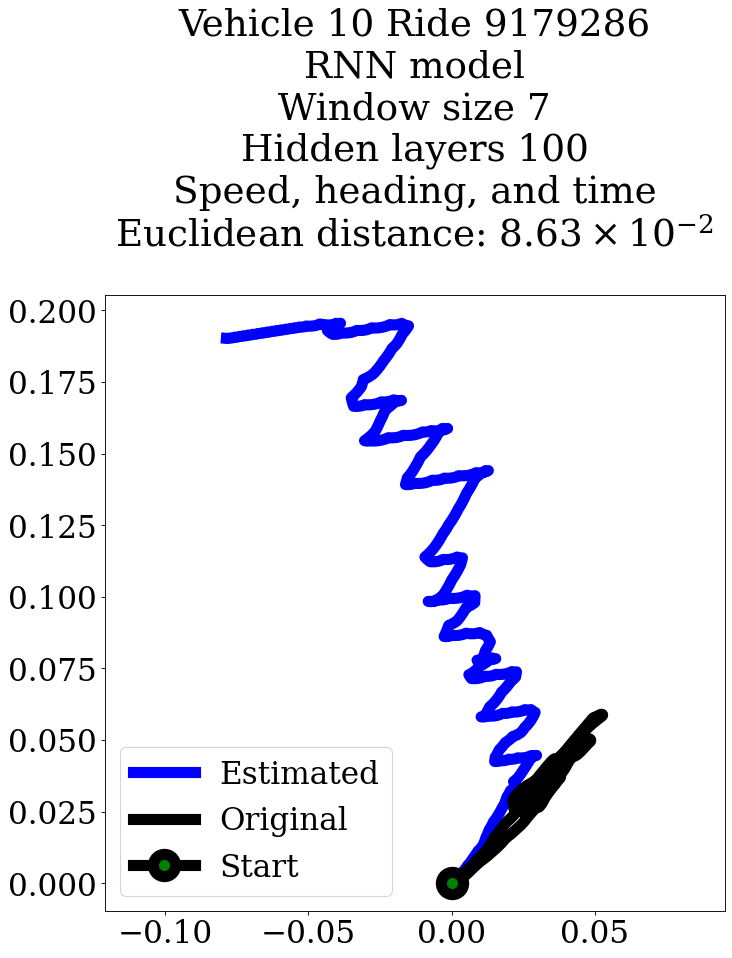 Vehicle 10 Ride 9179286
RNN model
Window size 7
Hidden layers 100
Speed, heading, and time
Euclidean distance: 8.63 × 10⁻²
0.200
0.175
0.150
0.125
0.100
0.075
0.050
0.025
0.000
Estimated
Original
Start
−0.10 −0.05 0.00 0.05